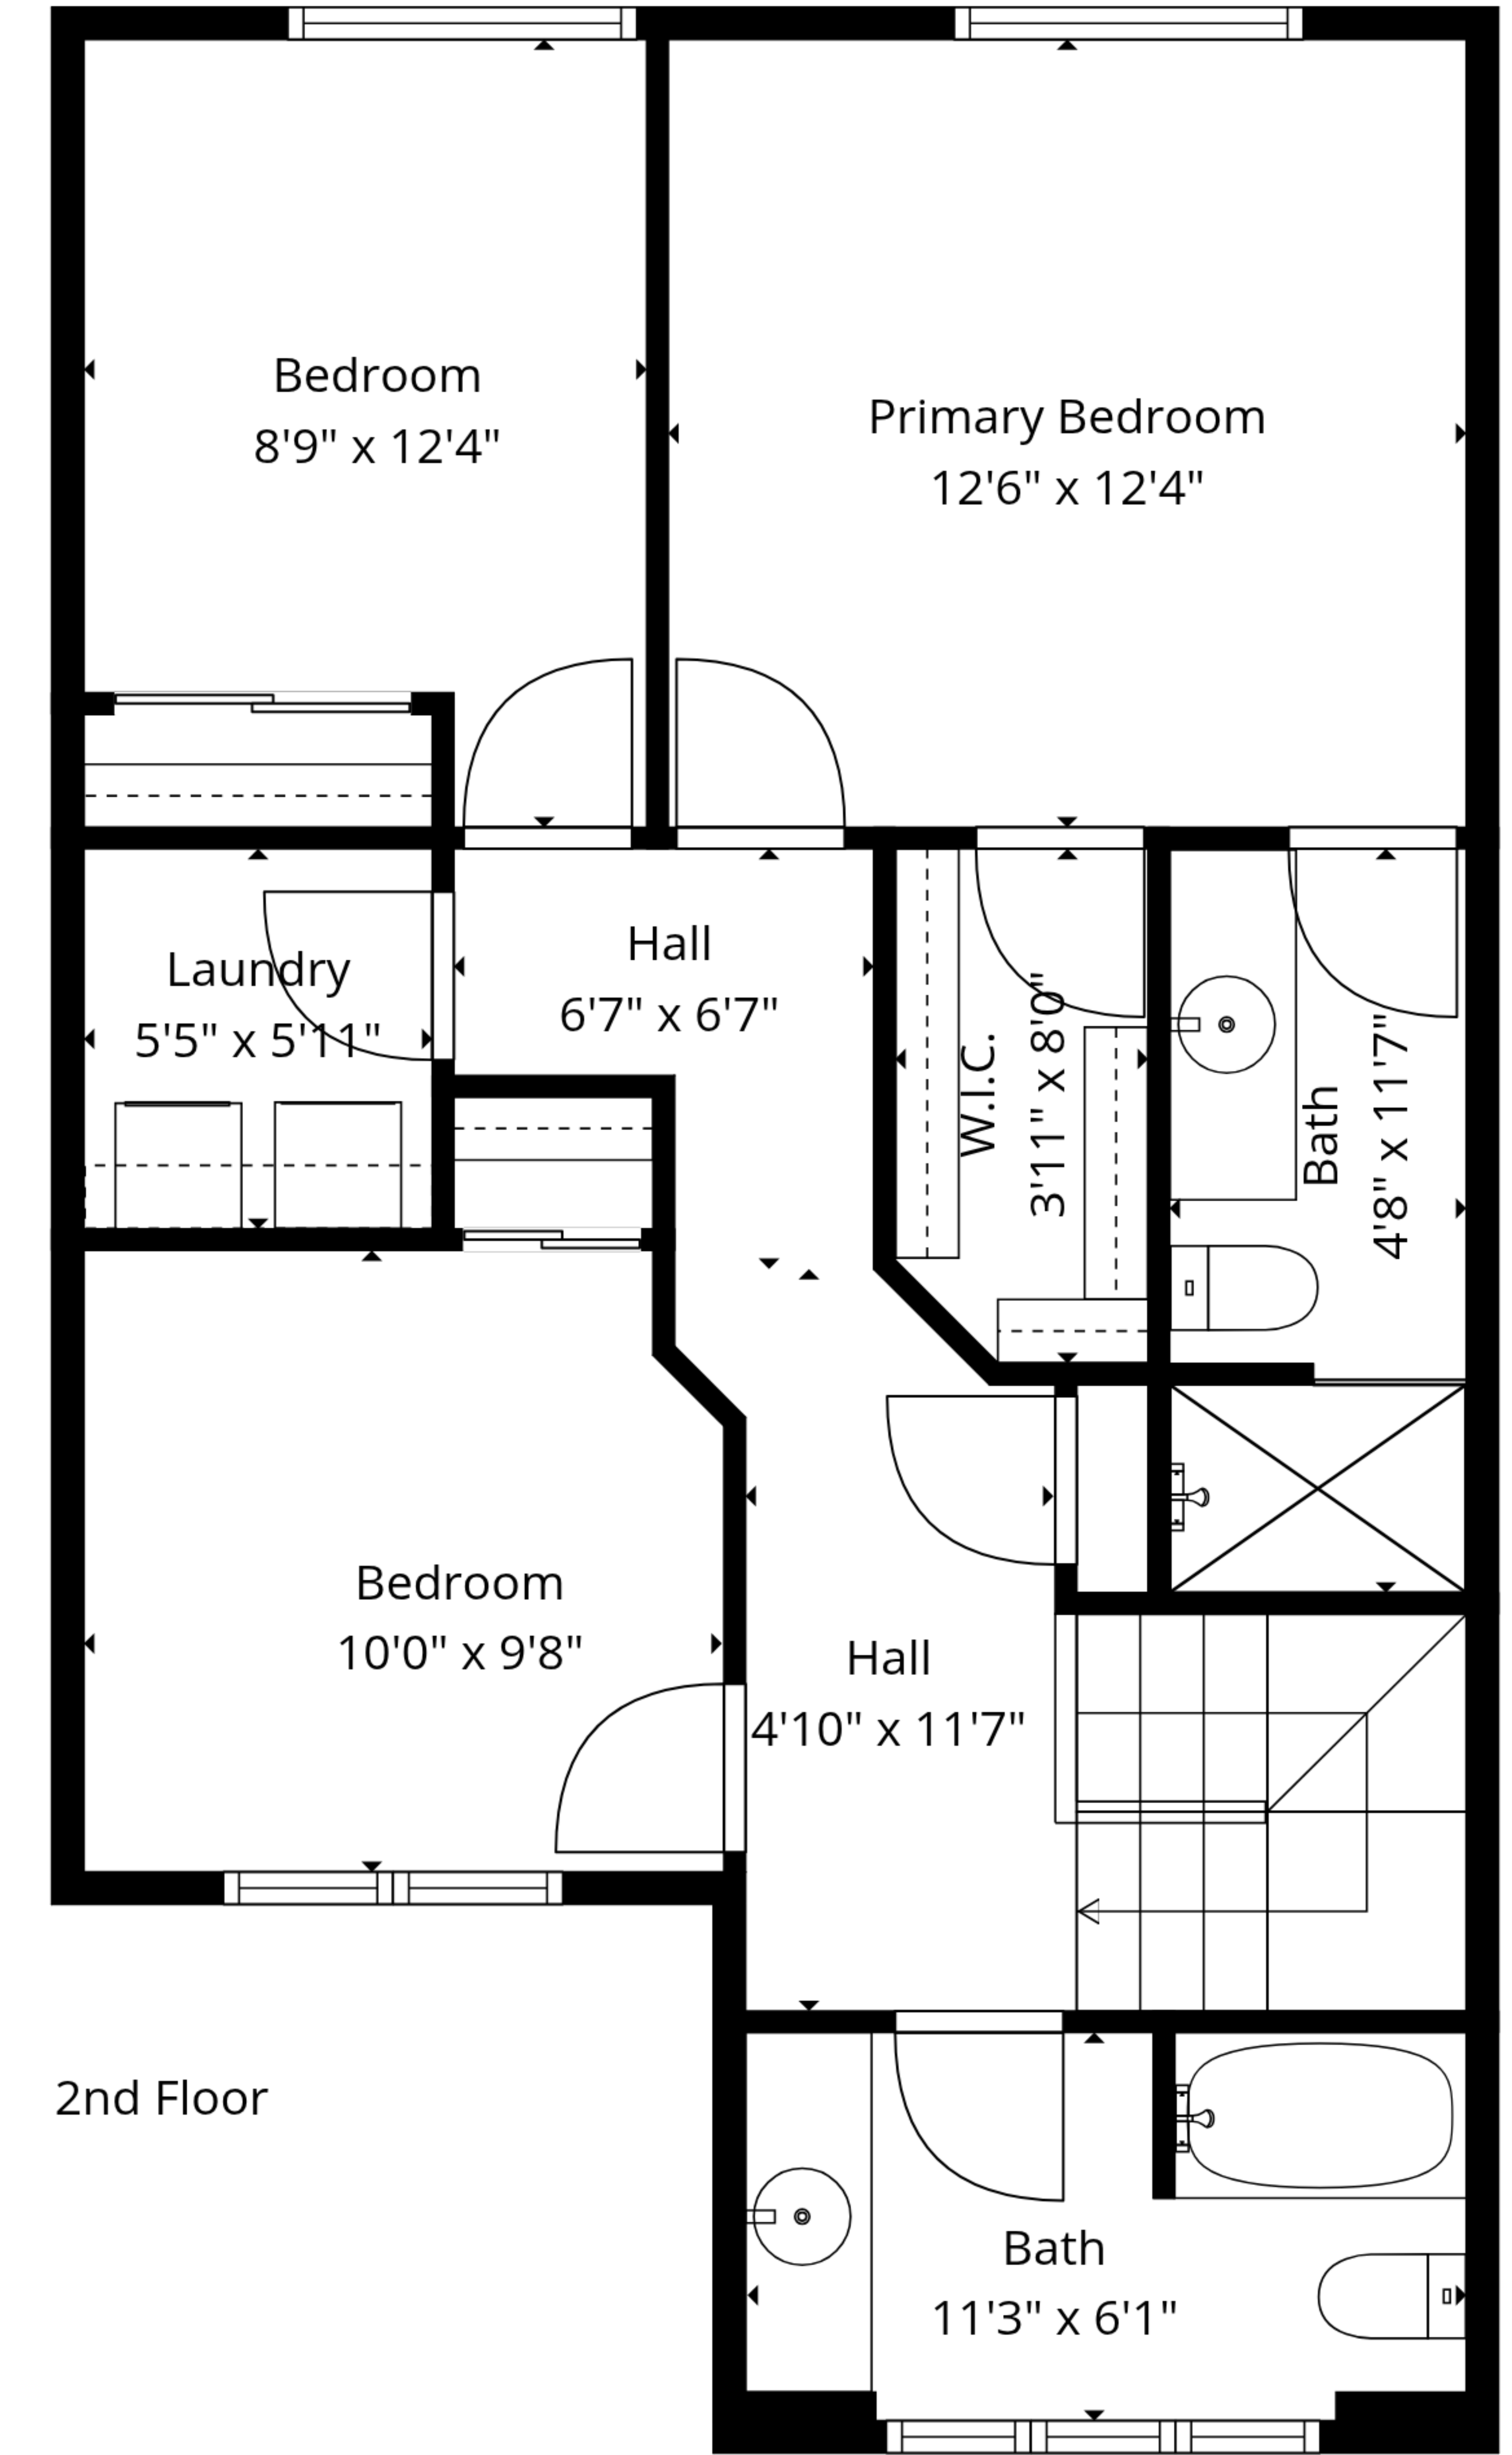 Bedroom
8'9" x 12'4"
Primary Bedroom
12'6" x 12'4"
Laundry
5'5" x 5'11"
Hall
6'7" x 6'7"
W.I.C.
3'11" x 8'0"
Bath
4'8" x 11'7"
Bedroom
10'0" x 9'8"
Hall
4'10" x 11'7"
2nd Floor
Bath
11'3" x 6'1"